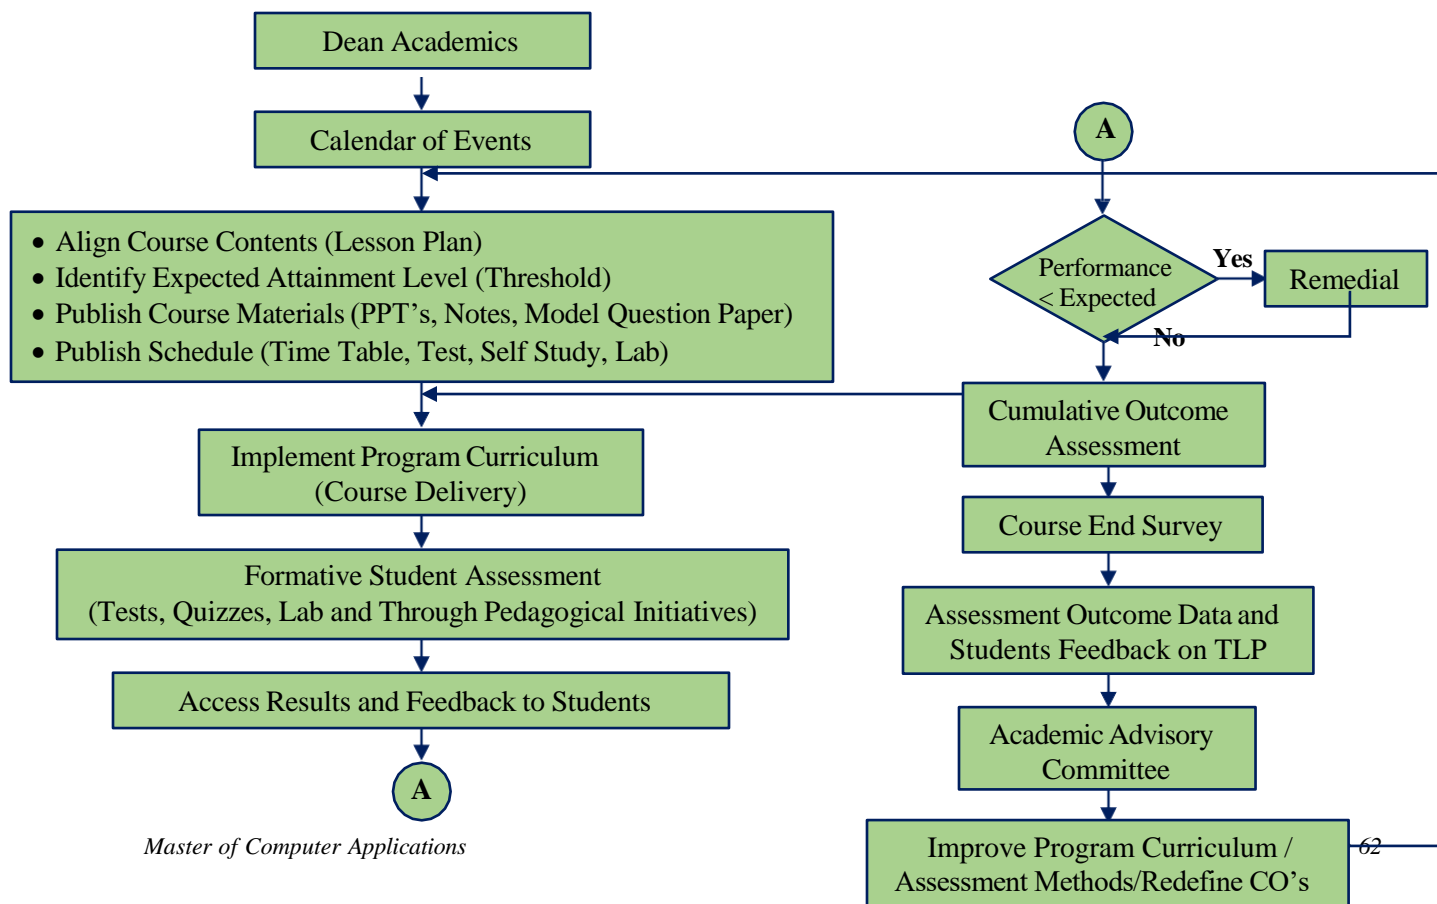 Dean Academics
Calendar of Events
• Align Course Contents (Lesson Plan)
• Identify Expected Attainment Level (Threshold)
• Publish Course Materials (PPT’s, Notes, Model Question Paper)
• Publish Schedule (Time Table, Test, Self Study, Lab)
Implement Program Curriculum
(Course Delivery)
Formative Student Assessment
(Tests, Quizzes, Lab and Through Pedagogical Initiatives)
Access Results and Feedback to Students
A
A
Performance
< Expected
Yes
Remedial
No
Cumulative Outcome
Assessment
Course End Survey
Assessment Outcome Data and
Students Feedback on TLP
Academic Advisory
Committee
Improve Program Curriculum /
Assessment Methods/Redefine CO’s
Master of Computer Applications
62